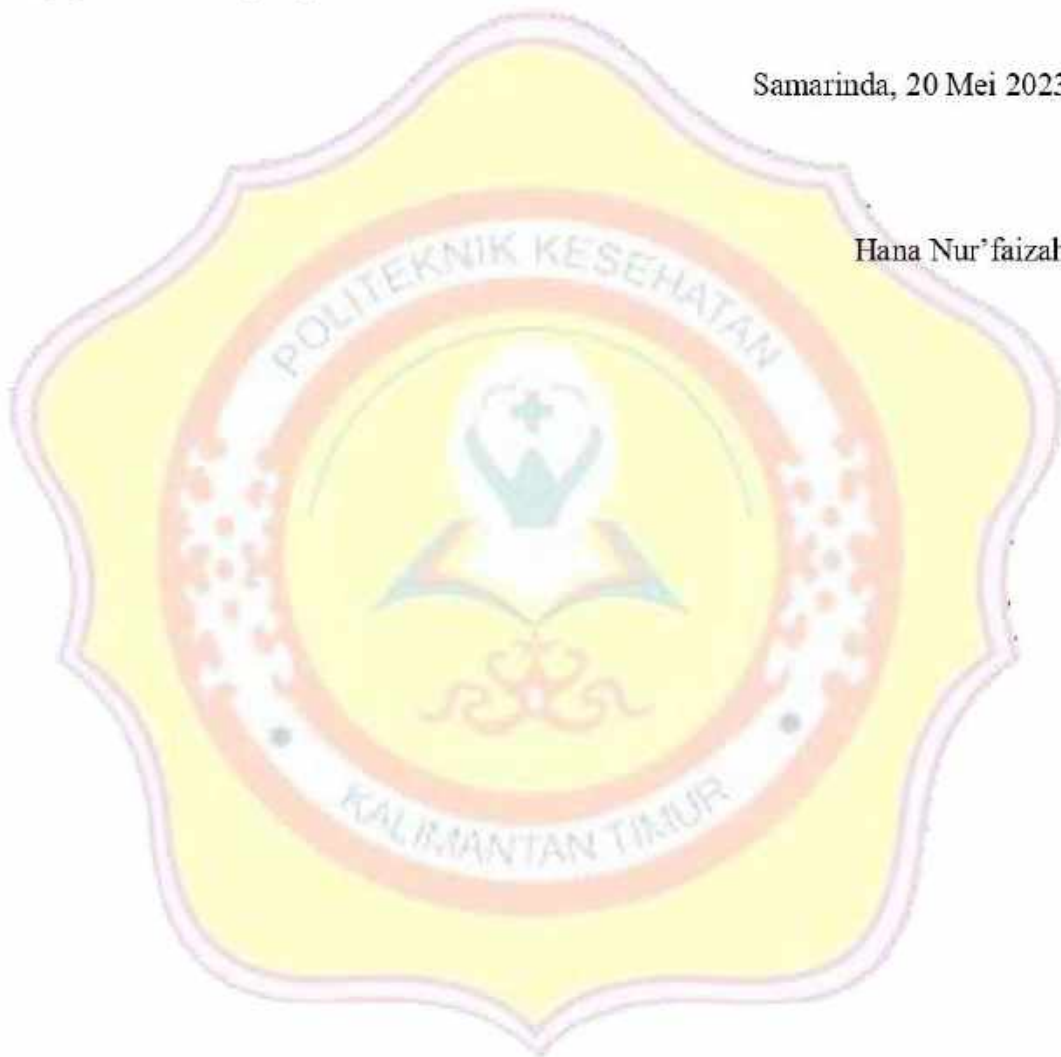 Samarinda, 20 Mei 2023
Hana Nur’faizah
POLITEKNIK KESEHATAN
KALIMANTAN TIMUR